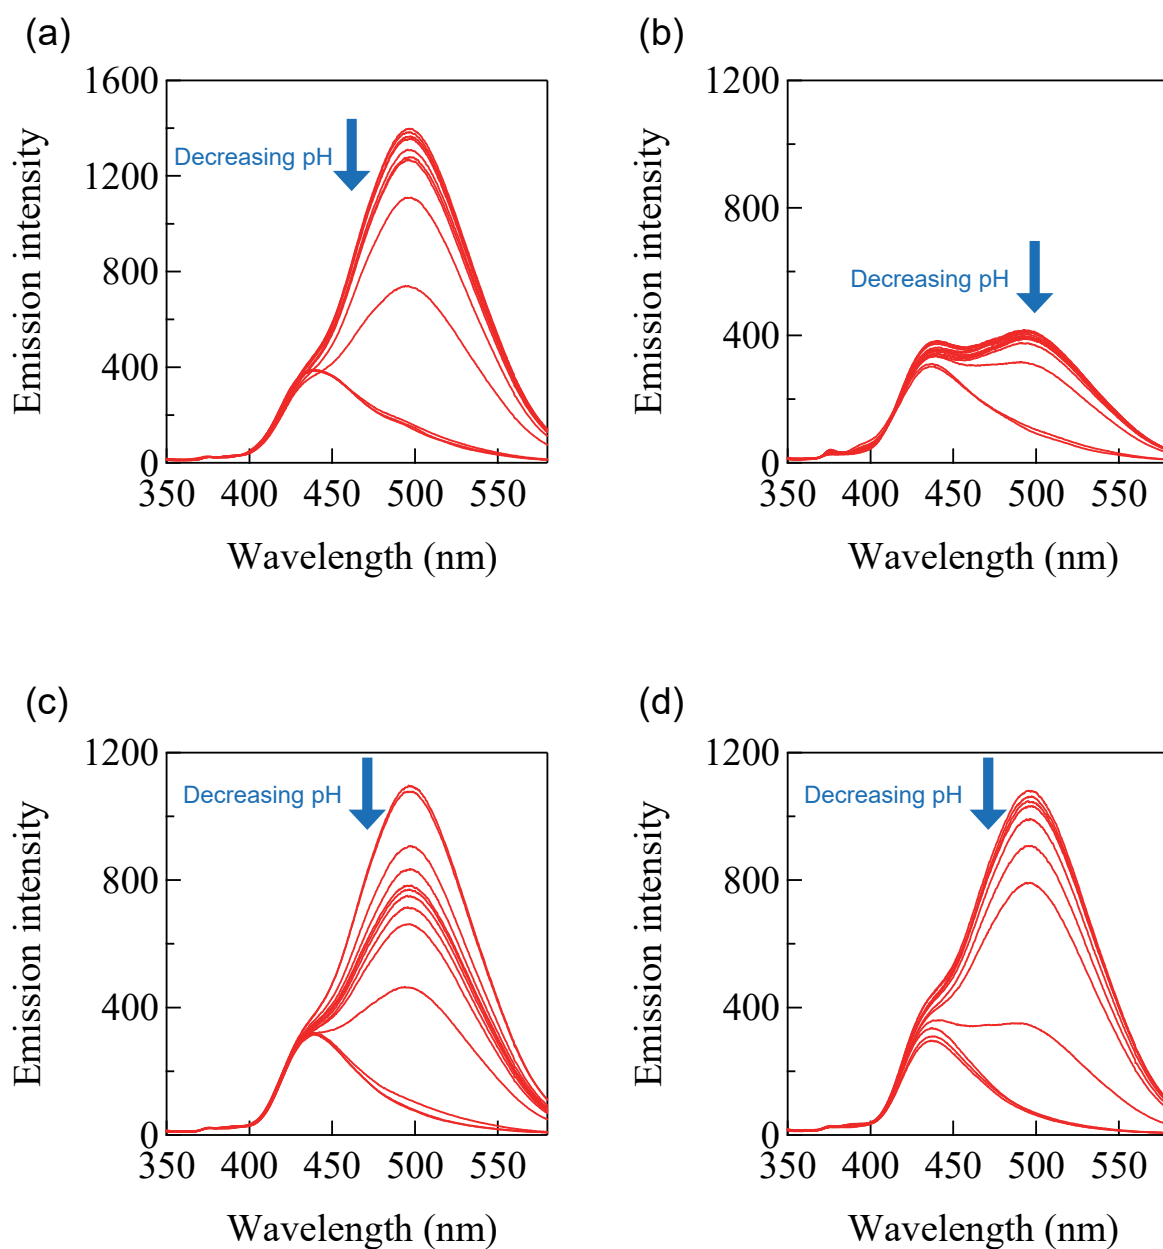 (a)
1600
1200
800
400
0
Emission intensity
Decreasing pH
350 400 450 500 550
Wavelength (nm)
(b)
1200
800
400
0
Emission intensity
Decreasing pH
350 400 450 500 550
Wavelength (nm)
(c)
1200
800
400
0
Emission intensity
Decreasing pH
350 400 450 500 550
Wavelength (nm)
(d)
1200
800
400
0
Emission intensity
Decreasing pH
350 400 450 500 550
Wavelength (nm)